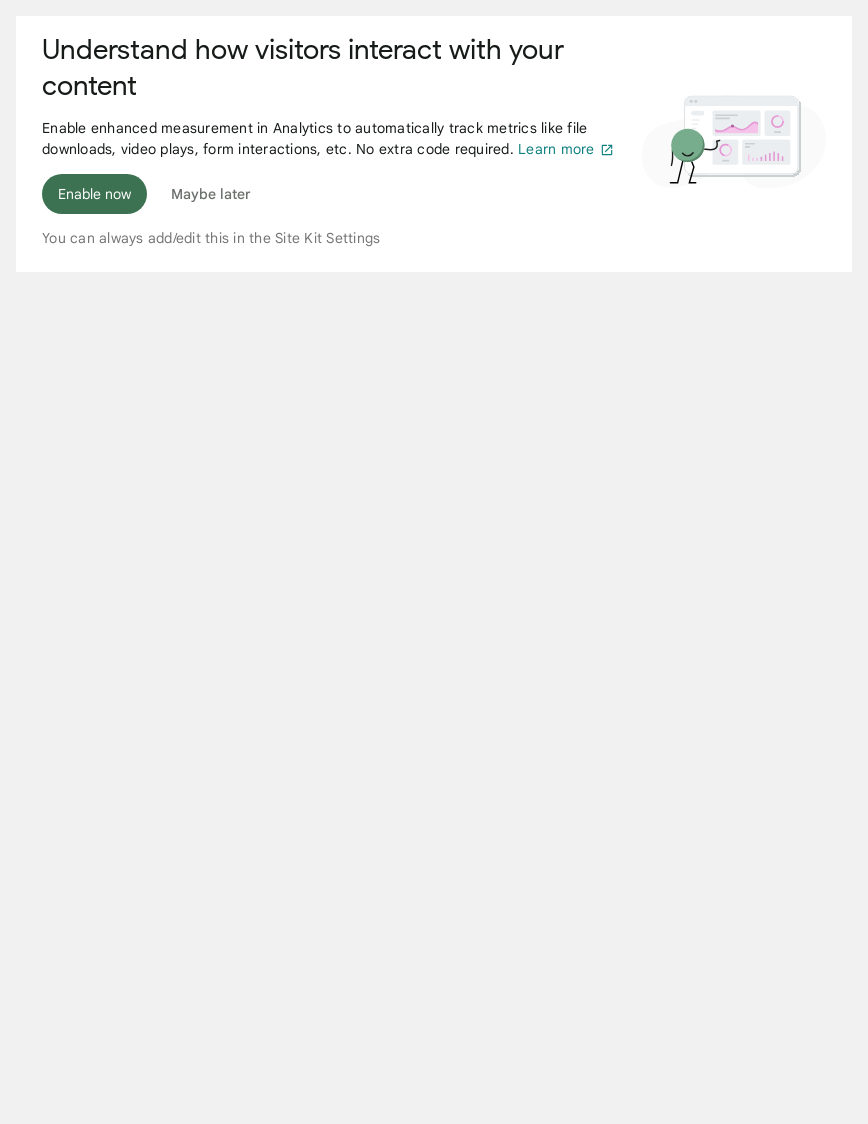 Understand how visitors interact with your
content
Enable enhanced measurement in Analytics to automatically track metrics like file
downloads, video plays, form interactions, etc. No extra code required. Learn more
Enable now
Maybe later
You can always add/edit this in the Site Kit Settings